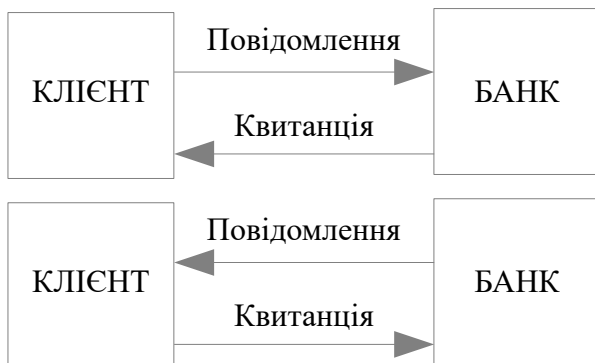 Повідомлення
КЛІЄНТ
БАНК
Квитанція
Повідомлення
КЛІЄНТ
БАНК
Квитанція